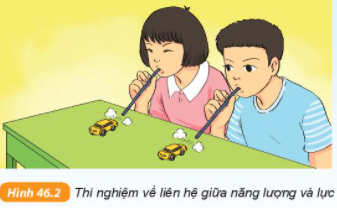 Hình 46.2 Thí nghiệm về liên hệ giữa năng lượng và lực